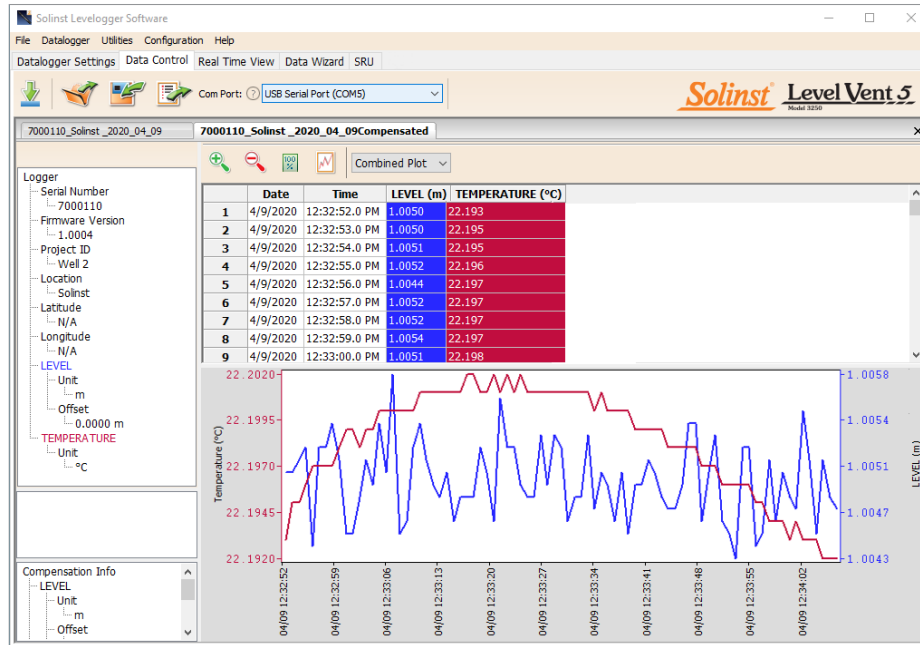 Solinst Levelogger Software
File Datalogger Utilities Configuration Help
Datalogger Settings Data Control Real Time View Data Wizard SRU
Com Port: ? USB Serial Port (COM5)
Solinst Level Vent 5
Model 3250
7000110_Solinst _2020_04_09 7000110_Solinst _2020_04_09Compensated
100 %
Combined Plot
Logger
Serial Number
7000110
Firmware Version
1.0004
Project ID
Well 2
Location
Solinst
Latitude
N/A
Longitude
N/A
LEVEL
Unit
m
Offset
0.0000 m
TEMPERATURE
Unit
°C
Compensation Info
LEVEL
Unit
m
Offset
Date Time LEVEL (m) TEMPERATURE (°C)
1 4/9/2020 12:32:52.0 PM 1.0050 22.193
2 4/9/2020 12:32:53.0 PM 1.0050 22.195
3 4/9/2020 12:32:54.0 PM 1.0051 22.195
4 4/9/2020 12:32:55.0 PM 1.0052 22.196
5 4/9/2020 12:32:56.0 PM 1.0044 22.197
6 4/9/2020 12:32:57.0 PM 1.0052 22.197
7 4/9/2020 12:32:58.0 PM 1.0052 22.197
8 4/9/2020 12:32:59.0 PM 1.0054 22.197
9 4/9/2020 12:33:00.0 PM 1.0051 22.198
Temperature (°C)
22.2020
22.1995
22.1970
22.1945
22.1920
1.0058
1.0054
1.0051
1.0047
1.0043
LEVEL (m)
04/09 12:32:52
04/09 12:32:59
04/09 12:33:06
04/09 12:33:13
04/09 12:33:20
04/09 12:33:27
04/09 12:33:34
04/09 12:33:41
04/09 12:33:48
04/09 12:33:55
04/09 12:34:02